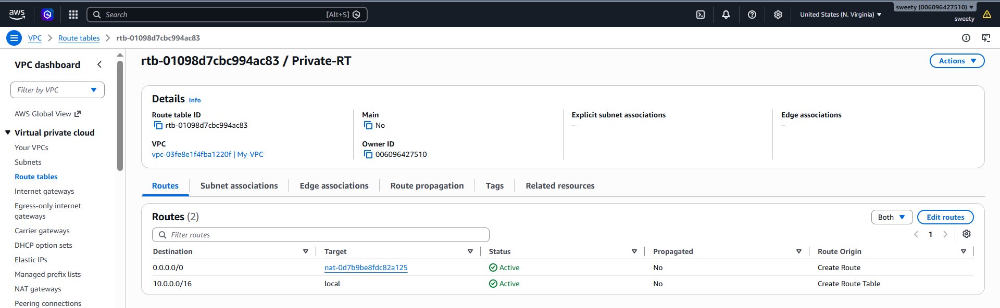 aws
Search [Alt+S]
United States (N. Virginia)
sweety (006096427510)
sweety
VPC
Route tables
rtb-01098d7cbc994ac83
VPC dashboard
Filter by VPC
AWS Global View
Virtual private cloud
Your VPCs
Subnets
Route tables
Internet gateways
Egress-only internet
gateways
Carrier gateways
DHCP option sets
Elastic IPs
Managed prefix lists
NAT gateways
Peering connections
rtb-01098d7cbc994ac83 / Private-RT
Actions
Details Info
Route table ID
rtb-01098d7cbc994ac83
Main
No
Explicit subnet associations
–
Edge associations
–
VPC
vpc-03fe8e1f4fba1220f | My-VPC
Owner ID
006096427510
Routes
Subnet associations
Edge associations
Route propagation
Tags
Related resources
Routes (2)
Both
Edit routes
Filter routes
1
Destination Target Status Propagated Route Origin
0.0.0.0/0 nat-0d7b9be8fdc82a125 Active No Create Route
10.0.0.0/16 local Active No Create Route Table